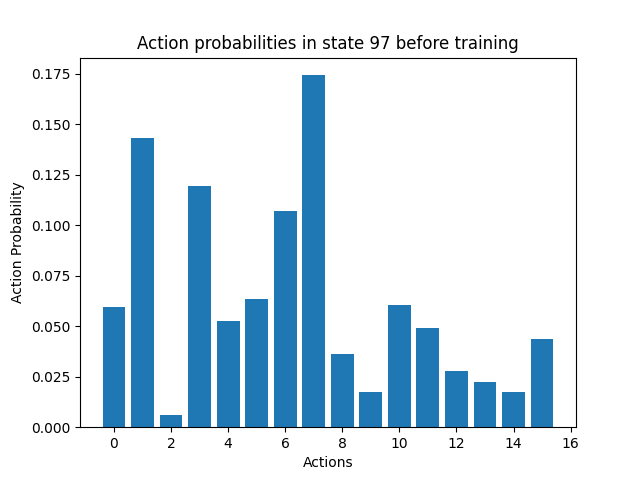 Action probabilities in state 97 before training
0.175
0.150
0.125
0.100
0.075
0.050
0.025
0.000
Action Probability
0 2 4 6 8 10 12 14 16
Actions